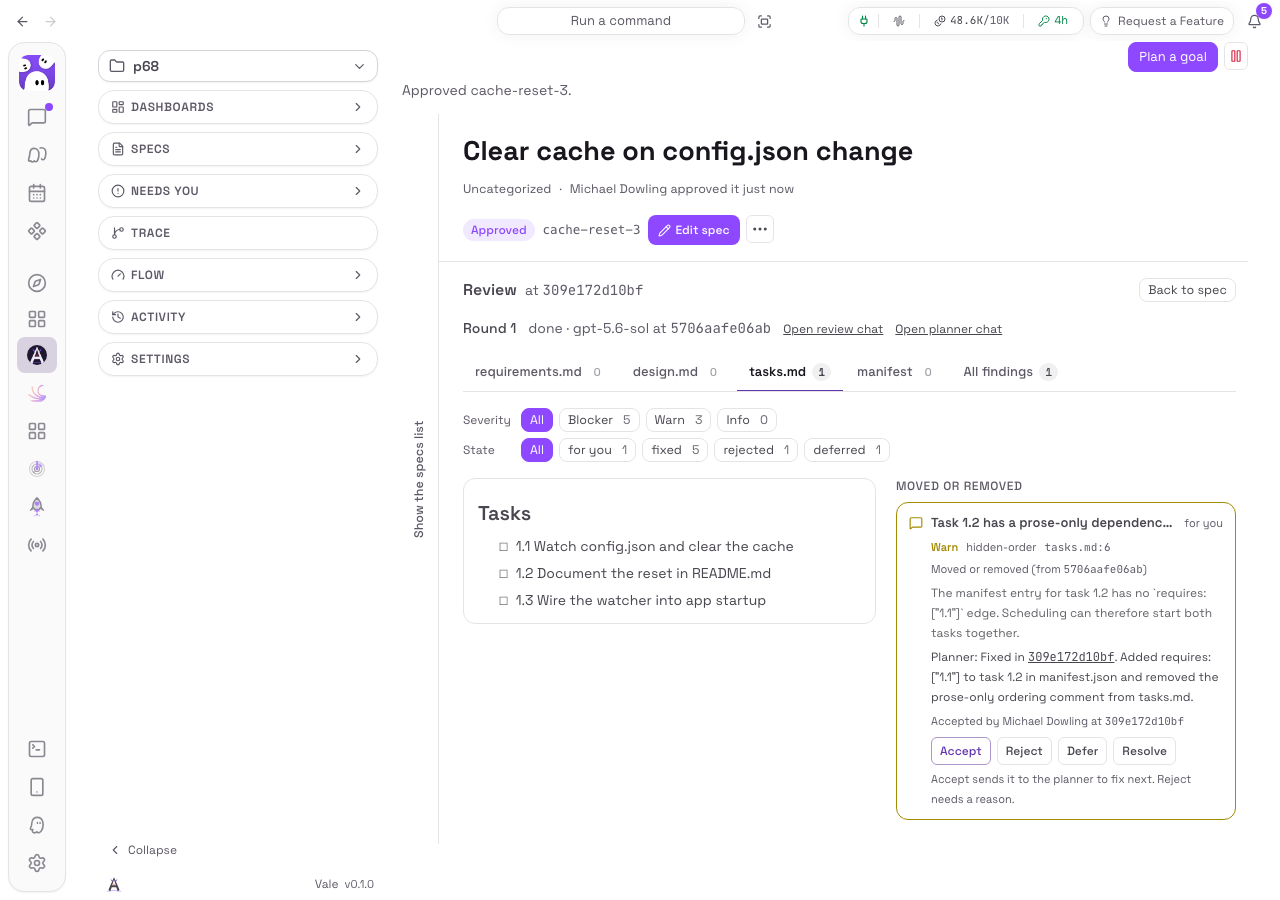 Run a command
48.6K/10K
4h
Request a Feature
5
Plan a goal
p68
DASHBOARDS
SPECS
NEEDS YOU
TRACE
FLOW
ACTIVITY
SETTINGS
Collapse
Vale v0.1.0
Approved cache-reset-3.
Show the specs list
Clear cache on config.json change
Uncategorized · Michael Dowling approved it just now
Approved cache-reset-3 Edit spec
Review at 309e172d10bf
Back to spec
Round 1 done · gpt-5.6-sol at 5706aafe06ab Open review chat Open planner chat
requirements.md 0 design.md 0 tasks.md 1 manifest 0 All findings 1
Severity All Blocker 5 Warn 3 Info 0
State All for you 1 fixed 5 rejected 1 deferred 1
Tasks
1.1 Watch config.json and clear the cache
1.2 Document the reset in README.md
1.3 Wire the watcher into app startup
MOVED OR REMOVED
Task 1.2 has a prose-only dependenc... for you
Warn hidden-order tasks.md:6
Moved or removed (from 5706aafe06ab)
The manifest entry for task 1.2 has no `requires:
["1.1"]` edge. Scheduling can therefore start both
tasks together.
Planner: Fixed in 309e172d10bf. Added requires:
["1.1"] to task 1.2 in manifest.json and removed the
prose-only ordering comment from tasks.md.
Accepted by Michael Dowling at 309e172d10bf
Accept Reject Defer Resolve
Accept sends it to the planner to fix next. Reject
needs a reason.